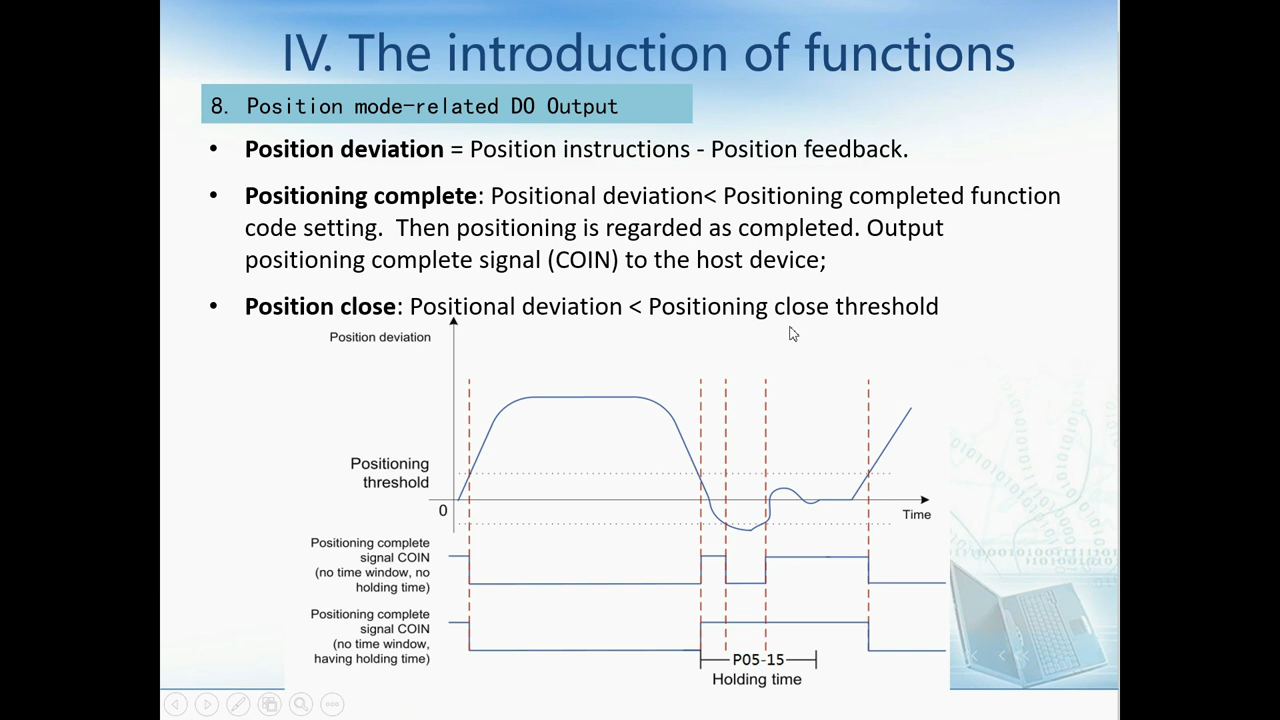 IV. The introduction of functions
8. Position mode-related DO Output
• Position deviation = Position instructions - Position feedback.
• Positioning complete: Positional deviation< Positioning completed function
code setting.  Then positioning is regarded as completed. Output
positioning complete signal (COIN) to the host device;
• Position close: Positional deviation < Positioning close threshold
Position deviation
Positioning
threshold
0
Time
Positioning complete
signal COIN
(no time window, no
holding time)
Positioning complete
signal COIN
(no time window,
having holding time)
P05-15
Holding time